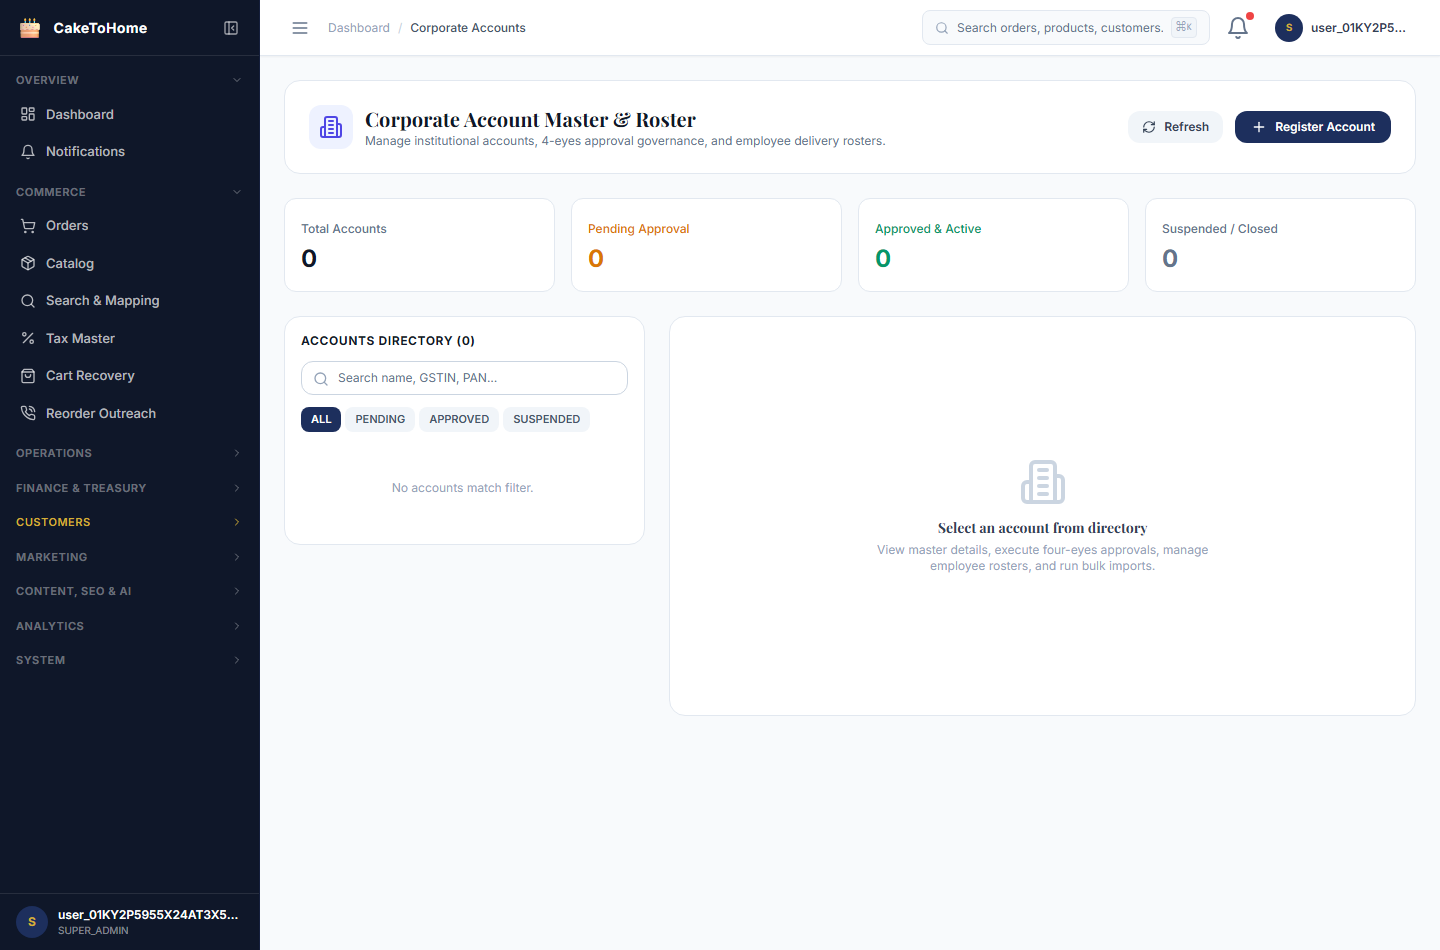 CakeToHome
OVERVIEW
Dashboard
Notifications
COMMERCE
Orders
Catalog
Search & Mapping
Tax Master
Cart Recovery
Reorder Outreach
OPERATIONS
FINANCE & TREASURY
CUSTOMERS
MARKETING
CONTENT, SEO & AI
ANALYTICS
SYSTEM
S
user_01KY2P5955X24AT3X5...
SUPER_ADMIN
Dashboard / Corporate Accounts
Search orders, products, customers. ⌘K
S
user_01KY2P5...
Corporate Account Master & Roster
Manage institutional accounts, 4-eyes approval governance, and employee delivery rosters.
Refresh
Register Account
Total Accounts
0
Pending Approval
0
Approved & Active
0
Suspended / Closed
0
ACCOUNTS DIRECTORY (0)
Search name, GSTIN, PAN...
ALL PENDING APPROVED SUSPENDED
No accounts match filter.
Select an account from directory
View master details, execute four-eyes approvals, manage
employee rosters, and run bulk imports.